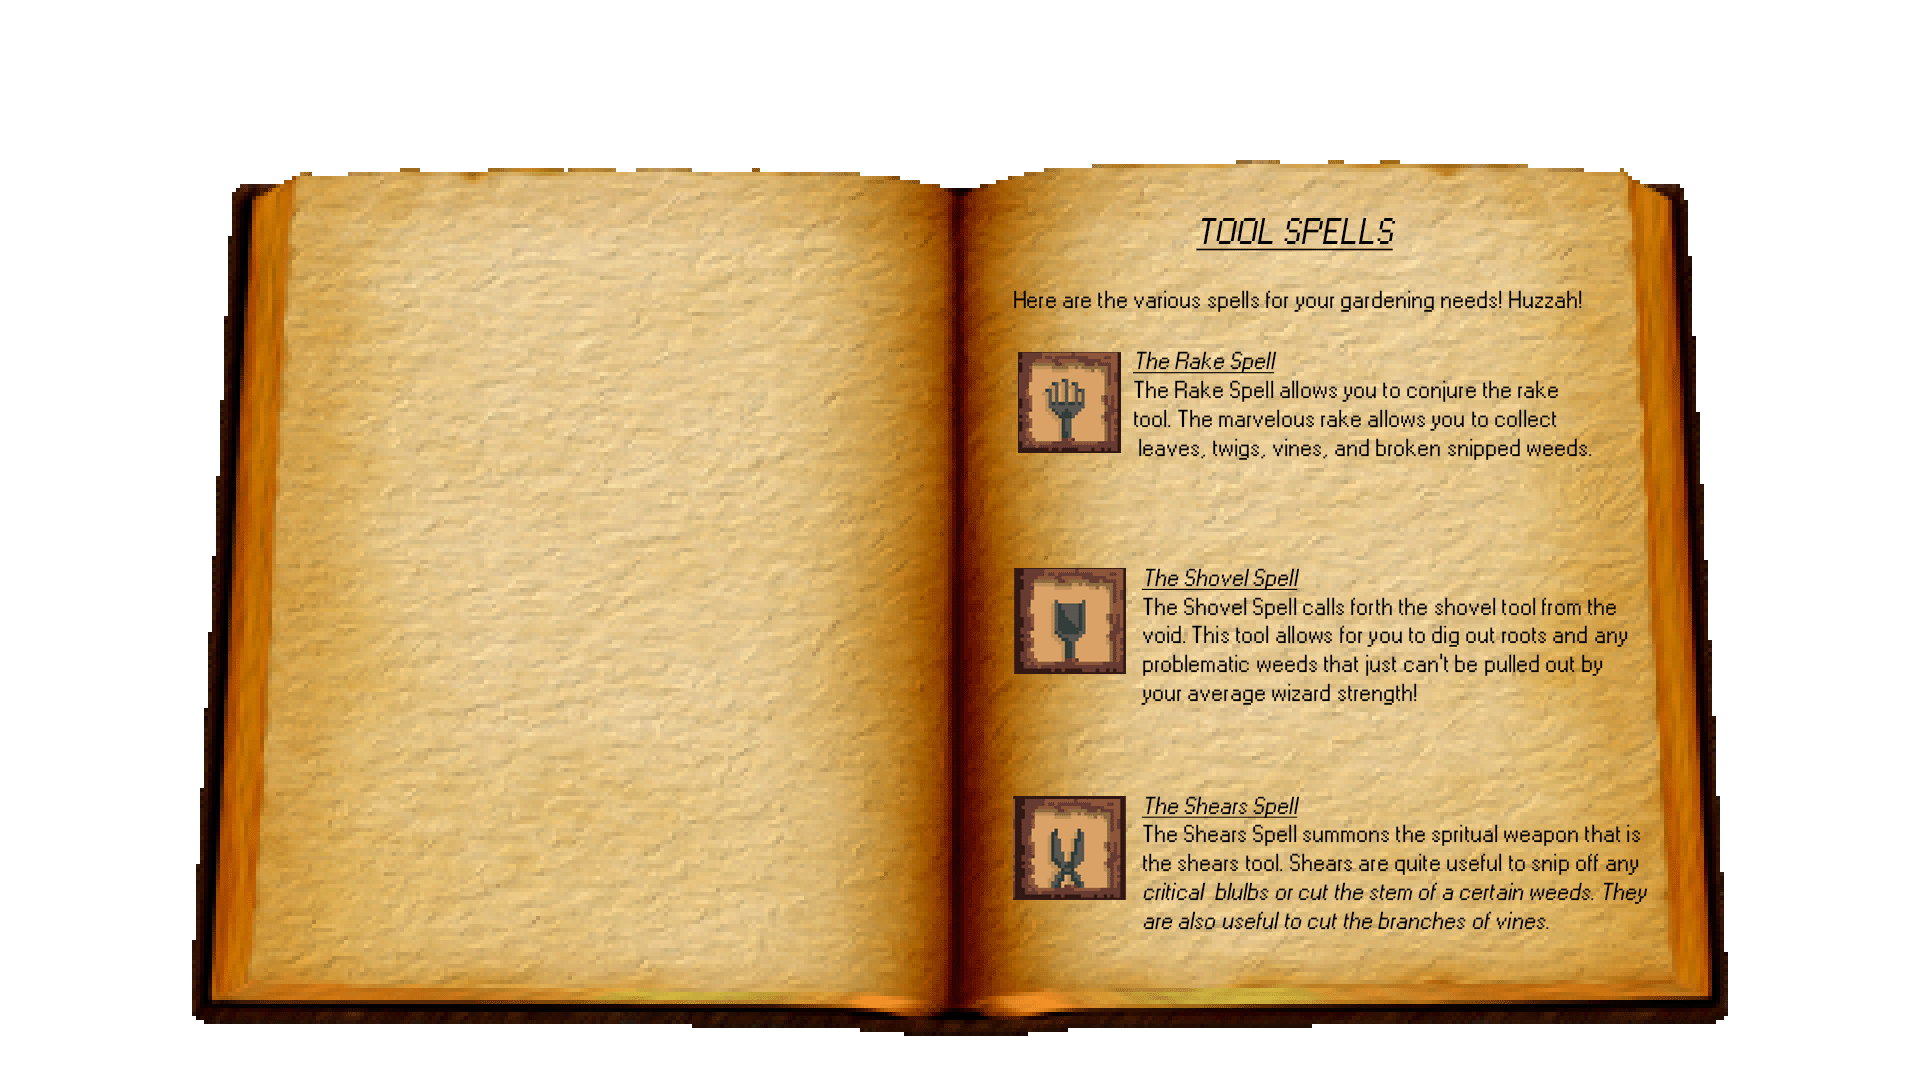 TOOL SPELLS
Here are the various spells for your gardening needs! Huzzah!
The Rake Spell
The Rake Spell allows you to conjure the rake
tool. The marvelous rake allows you to collect
leaves, twigs, vines, and broken snipped weeds.
The Shovel Spell
The Shovel Spell calls forth the shovel tool from the
void. This tool allows for you to dig out roots and any
problematic weeds that just can't be pulled out by
your average wizard strength!
The Shears Spell
The Shears Spell summons the spritual weapon that is
the shears tool. Shears are quite useful to snip off any
critical blulbs or cut the stem of a certain weeds. They
are also useful to cut the branches of vines.